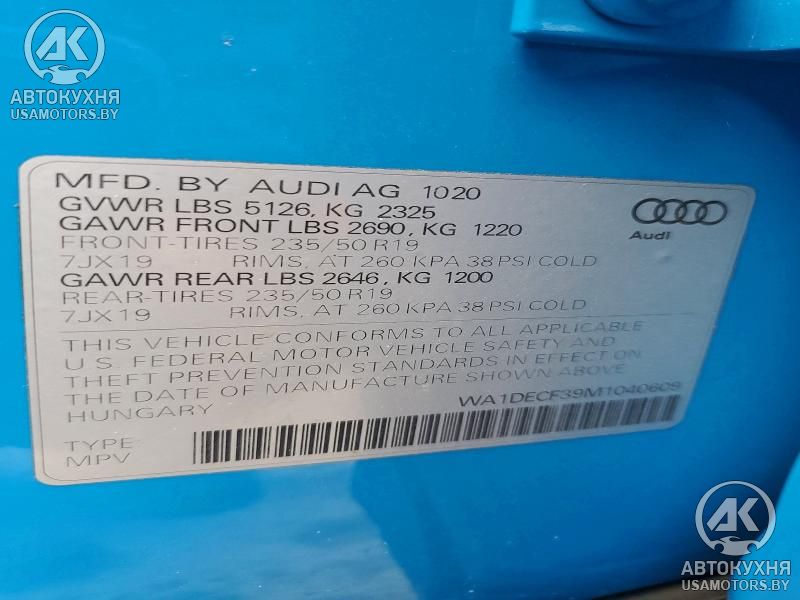 AK
АВТОКУХНЯ
USAMOTORS.BY
MFD. BY AUDI AG 1020
GVWR LBS 5126, KG 2325
GAWR FRONT LBS 2690, KG 1220
FRONT-TIRES 235/50 R19
7JX19 RIMS, AT 260 KPA 38 PSI COLD
GAWR REAR LBS 2646, KG 1200
REAR-TIRES 235/50 R19
7JX19 RIMS, AT 260 KPA 38 PSI COLD
THIS VEHICLE CONFORMS TO ALL APPLICABLE
U.S. FEDERAL MOTOR VEHICLE SAFETY AND
THEFT PREVENTION STANDARDS IN EFFECT ON
THE DATE OF MANUFACTURE SHOWN ABOVE.
HUNGARY
WA1DECF39M1040609
TYPE
MPV
Audi
AK
АВТОКУХНЯ
USAMOTORS.BY